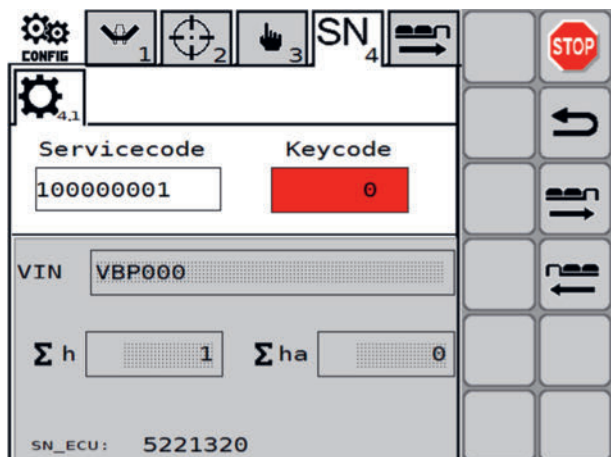 CONFIG 1 2 3 SN 4
4.1
STOP
Servicecode Keycode
100000001 0
VIN VBP000
Σ h 1 Σ ha 0
SN_ECU: 5221320